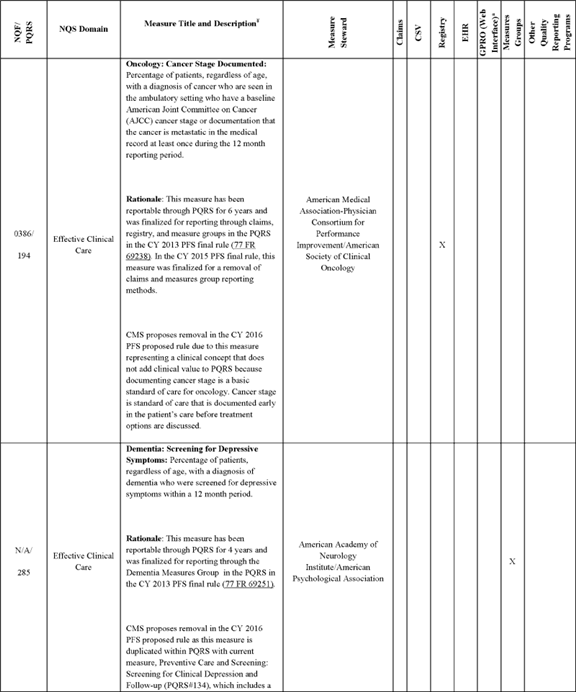 NQF/
PQRS
NQS Domain
Measure Title and Description¥
Measure
Steward
Claims
CSV
Registry
EHR
GPRO (Web
Interface)*
Measures
Groups
Other
Quality
Reporting
Programs
0386/
194
Effective Clinical
Care
Oncology: Cancer Stage Documented:
Percentage of patients, regardless of age,
with a diagnosis of cancer who are seen in
the ambulatory setting who have a baseline
American Joint Committee on Cancer
(AJCC) cancer stage or documentation that
the cancer is metastatic in the medical
record at least once during the 12 month
reporting period.
Rationale: This measure has been
reportable through PQRS for 6 years and
was finalized for reporting through claims,
registry, and measure groups in the PQRS
in the CY 2013 PFS final rule (77 FR
69238). In the CY 2015 PFS final rule, this
measure was finalized for a removal of
claims and measures group reporting
methods.
CMS proposes removal in the CY 2016
PFS proposed rule due to this measure
representing a clinical concept that does
not add clinical value to PQRS because
documenting cancer stage is a basic
standard of care for oncology. Cancer stage
is standard of care that is documented early
in the patient's care before treatment
options are discussed.
American Medical
Association-Physician
Consortium for
Performance
Improvement/American
Society of Clinical
Oncology
X
N/A/
285
Effective Clinical
Care
Dementia: Screening for Depressive
Symptoms: Percentage of patients,
regardless of age, with a diagnosis of
dementia who were screened for depressive
symptoms within a 12 month period.
Rationale: This measure has been
reportable through PQRS for 4 years and
was finalized for reporting through the
Dementia Measures Group in the PQRS in
the CY 2013 PFS final rule (77 FR 69251).
CMS proposes removal in the CY 2016
PFS proposed rule as this measure is
duplicated within PQRS with current
measure, Preventive Care and Screening:
Screening for Clinical Depression and
Follow-up (PQRS#134), which includes a
American Academy of
Neurology
Institute/American
Psychological Association
X